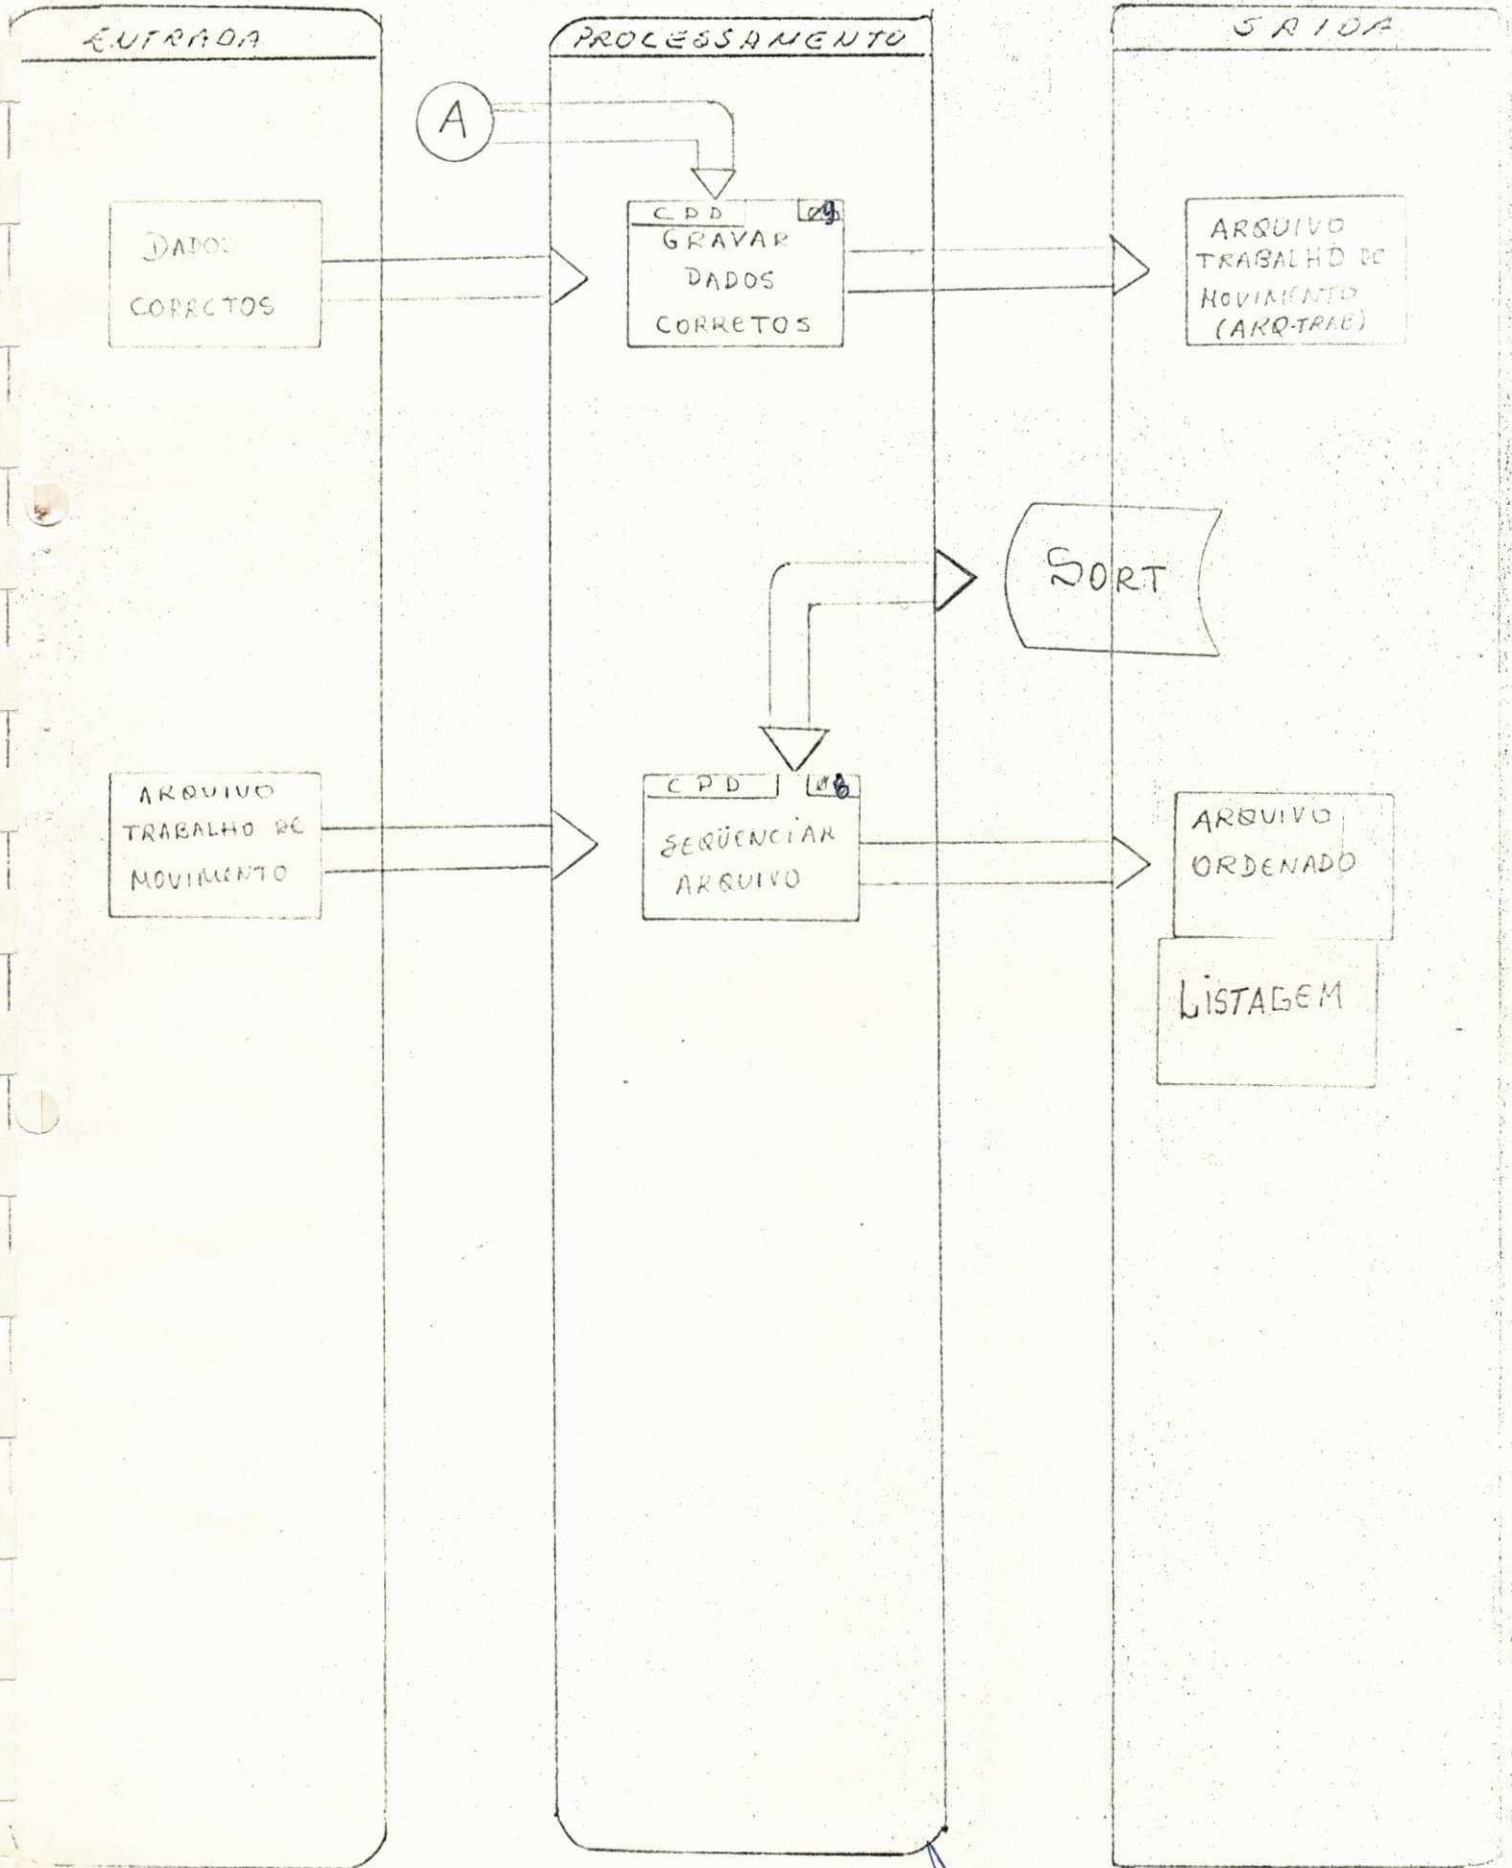 ENTRADA
PROCESSAMENTO
SAIDA
A
DADOS
CORRETOS
CPD
GRAVAR
DADOS
CORRETOS
ARQUIVO
TRABALHO DE
MOVIMENTO
(ARQ-TRAB)
SORT
ARQUIVO
TRABALHO DE
MOVIMENTO
CPD
SEQÜENCIAR
ARQUIVO
ARQUIVO
ORDENADO
LISTAGEM